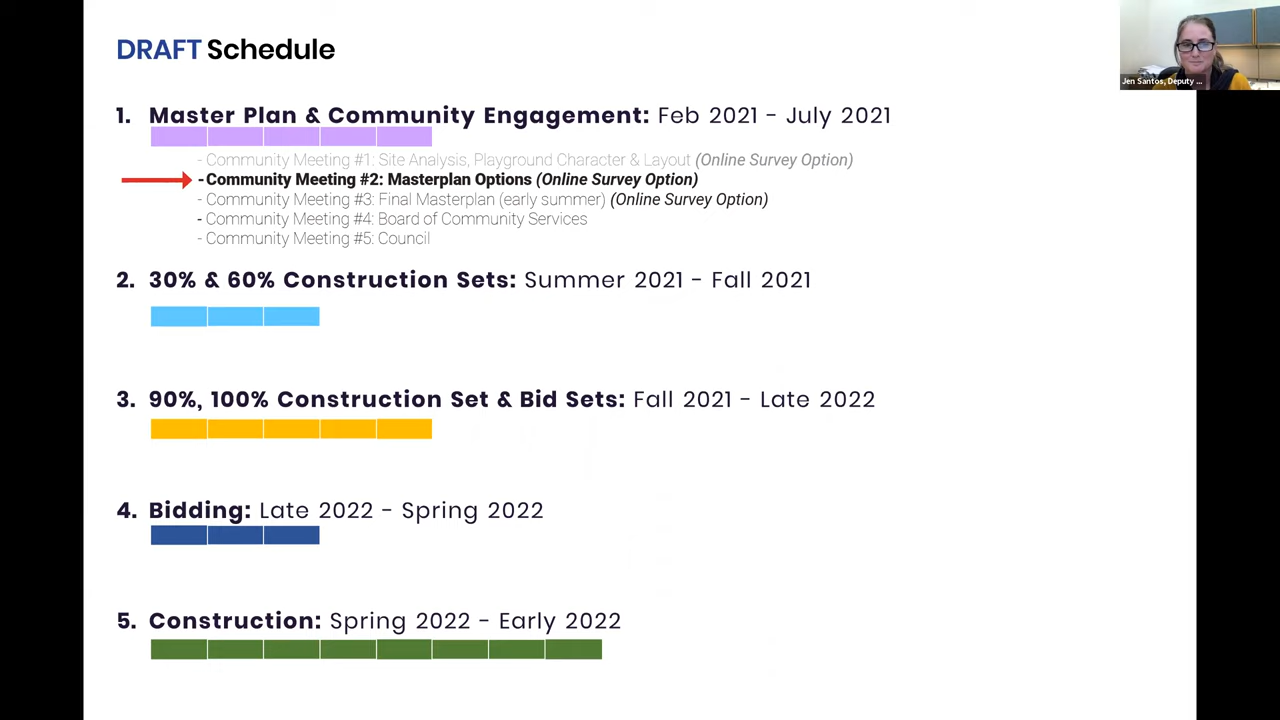 DRAFT Schedule
Jen Santos, Deputy ...
1. Master Plan & Community Engagement: Feb 2021 - July 2021
- Community Meeting #1: Site Analysis, Playground Character & Layout (Online Survey Option)
- Community Meeting #2: Masterplan Options (Online Survey Option)
- Community Meeting #3: Final Masterplan (early summer) (Online Survey Option)
- Community Meeting #4: Board of Community Services
- Community Meeting #5: Council
2. 30% & 60% Construction Sets: Summer 2021 - Fall 2021
3. 90%, 100% Construction Set & Bid Sets: Fall 2021 - Late 2022
4. Bidding: Late 2022 - Spring 2022
5. Construction: Spring 2022 - Early 2022